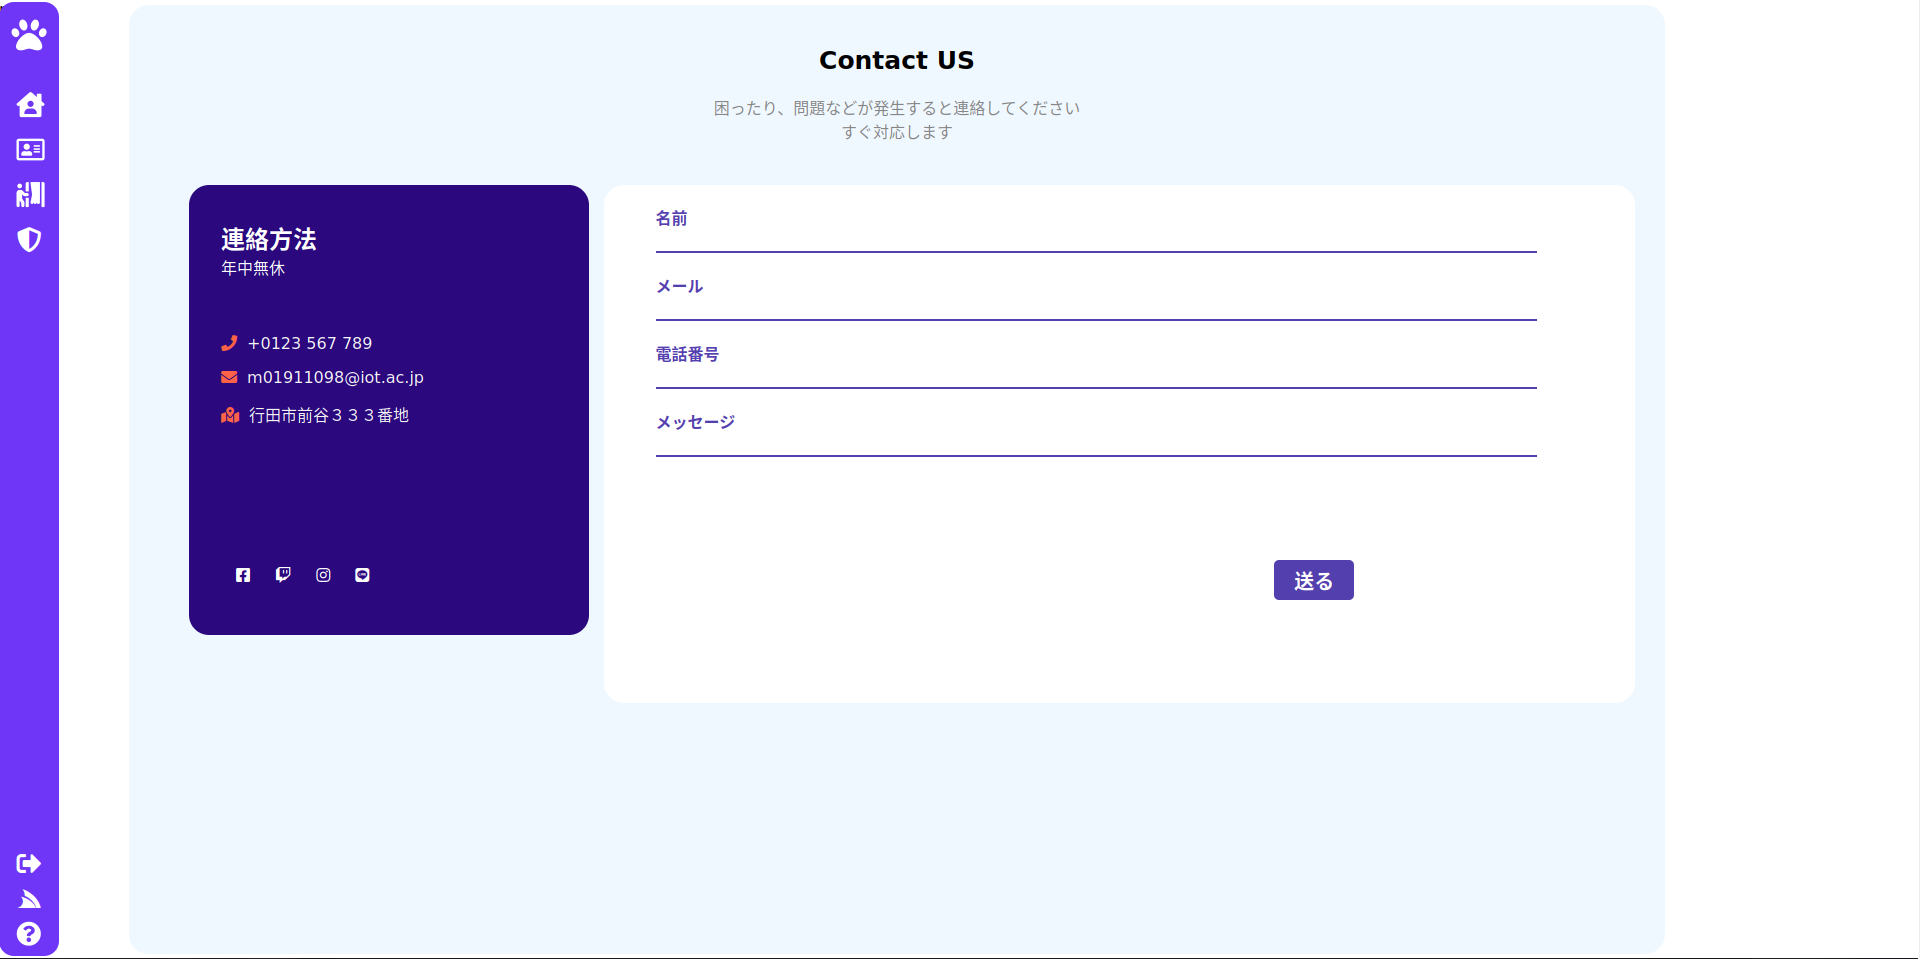 Contact US
困ったり、問題などが発生すると連絡してください
すぐ対応します
連絡方法
年中無休
+0123 567 789
m01911098@iot.ac.jp
行田市前谷３３３番地
名前
メール
電話番号
メッセージ
送る